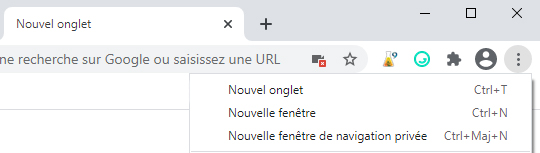 Nouvel onglet
ne recherche sur Google ou saisissez une URL
Nouvel onglet Ctrl+T
Nouvelle fenêtre Ctrl+N
Nouvelle fenêtre de navigation privée Ctrl+Maj+N